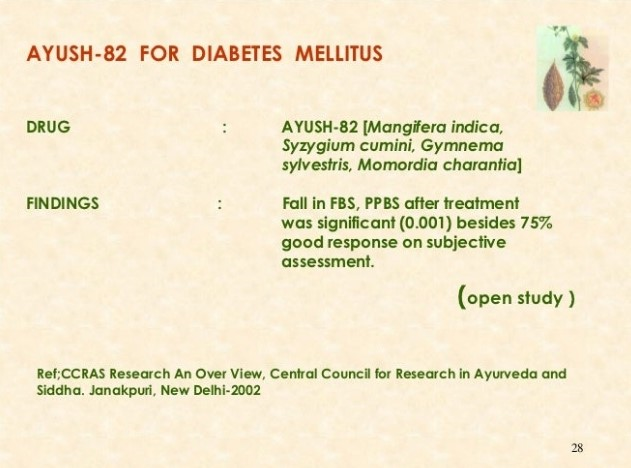 AYUSH-82 FOR DIABETES MELLITUS
DRUG : AYUSH-82 [Mangifera indica,
Syzygium cumini, Gymnema
sylvestris, Momordia charantia]
FINDINGS : Fall in FBS, PPBS after treatment
was significant (0.001) besides 75%
good response on subjective
assessment.
(open study )
Ref;CCRAS Research An Over View, Central Council for Research in Ayurveda and
Siddha. Janakpuri, New Delhi-2002
28